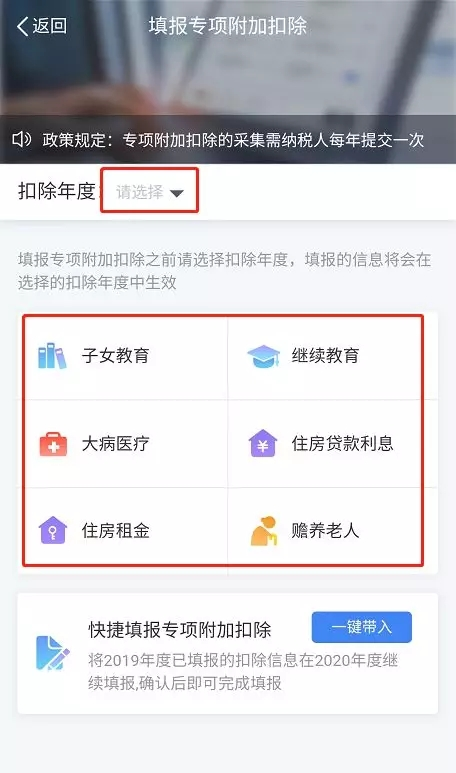 返回
填报专项附加扣除
政策规定：专项附加扣除的采集需纳税人每年提交一次
扣除年度：
请选择
填报专项附加扣除之前请选择扣除年度，填报的信息将会在
选择的扣除年度中生效
子女教育
继续教育
大病医疗
住房贷款利息
住房租金
赡养老人
快捷填报专项附加扣除
一键带入
将2019年度已填报的扣除信息在2020年度继
续填报,确认后即可完成填报